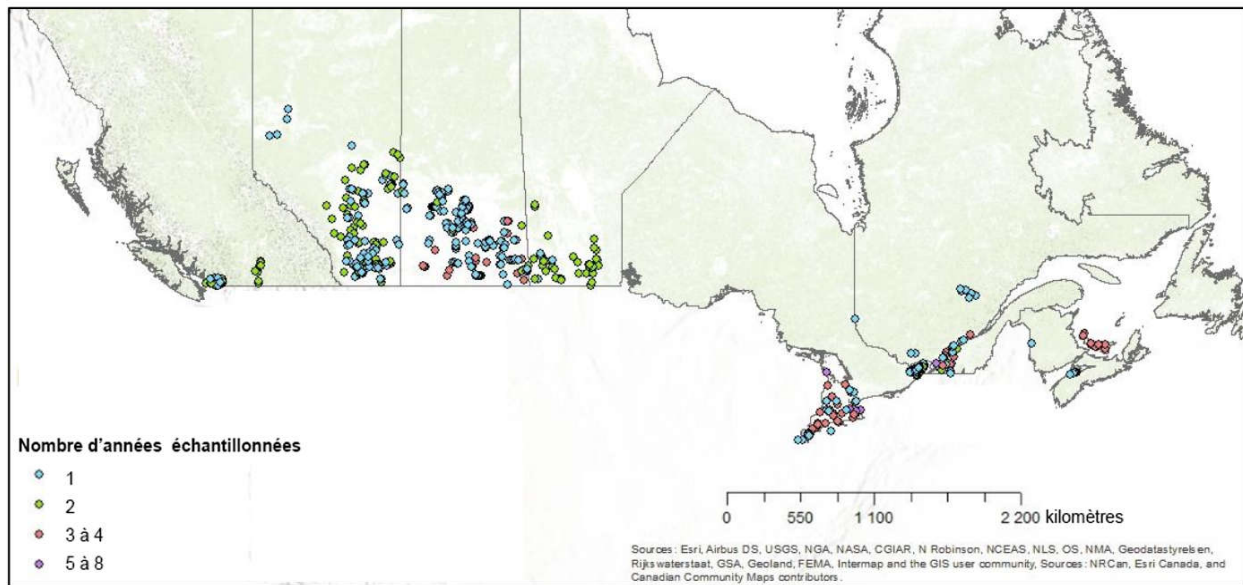 Nombre d'années échantillonnées
1
2
3 à 4
5 à 8
0 550 1 100 2 200 kilomètres
Sources: Esri, Airbus DS, USGS, NGA, NASA, CGIAR, N Robinson, NCEAS, NLS, OS, NMA, Geodatastyrelsen,
Rijkswaterstaat, GSA, Geoland, FEMA, Intermap and the GIS user community, Sources: NRCan, Esri Canada, and
Canadian Community Maps contributors.